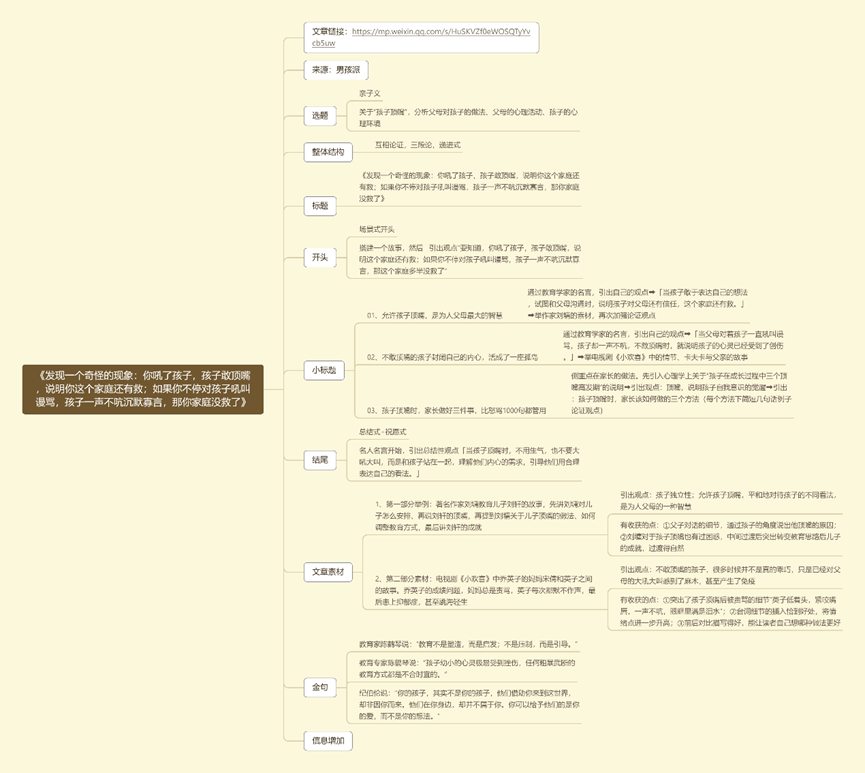 《发现一个奇怪的现象：你吼了孩子，孩子敢顶嘴
，说明你这个家庭还有救；如果你不停对孩子吼叫
谩骂，孩子一声不吭沉默寡言，那你家庭没救了》
文章链接：https://mp.weixin.qq.com/s/HuSKVZf0eWOSQTyYv
cb5uw
来源：男孩派
选题
亲子文
关于“孩子顶嘴”，分析父母对孩子的做法、父母的心理活动、孩子的心
理环境
整体结构
互相论证，三段论，递进式
标题
《发现一个奇怪的现象：你吼了孩子，孩子敢顶嘴，说明你这个家庭还
有救；如果你不停对孩子吼叫谩骂，孩子一声不吭沉默寡言，那你家庭
没救了》
开头
场景式开头
搭建一个故事，然后 引出观点“要知道，你吼了孩子，孩子敢顶嘴，说
明这个家庭还有救；如果你不停对孩子吼叫谩骂，孩子一声不吭沉默寡
言，那这个家庭多半没救了”
小标题
01、允许孩子顶嘴，是为人父母最大的智慧
通过教育学家的名言，引出自己的观点➡「当孩子敢于表达自己的想法
，试图和父母沟通时，说明孩子对父母还有信任，这个家庭还有救。」
➡举作家刘墉的素材，再次加强论证观点
02、不敢顶嘴的孩子封闭自己的内心，活成了一座孤岛
通过教育学家的名言，引出自己的观点➡「当父母对着孩子一直吼叫谩
骂，孩子却一声不吭，不敢顶嘴时，就说明孩子的心灵已经受到了创伤
。」➡举电视剧《小欢喜》中的情节、卡夫卡与父亲的故事
03、孩子顶嘴时，家长做好三件事，比怒骂1000句都管用
侧重点在家长的做法。先引入心理学上关于“孩子在成长过程中三个顶
嘴高发期”的说明➡引出观点：顶嘴，说明孩子自我意识的觉醒➡引出
：孩子顶嘴时，家长该如何做的三个方法（每个方法下简短几句话例子
论证观点）
结尾
总结式+祝愿式
名人名言开始，引出总结性观点「当孩子顶嘴时，不用生气，也不要大
吼大叫，而是和孩子站在一起，理解他们内心的需求，引导他们用合理
表达自己的看法。」
文章素材
1、第一部分举例：著名作家刘墉教育儿子刘轩的故事，先讲刘墉对儿
子怎么安排，再说刘轩的顶嘴，再提到刘墉关于儿子顶嘴的做法、如何
调整教育方式，最后讲刘轩的成就
引出观点：孩子独立性；允许孩子顶嘴，平和地对待孩子的不同看法，
是为人父母的一种智慧
有收获的点：①父子对话的细节，通过孩子的角度说出他顶嘴的原因；
②刘墉对于孩子顶嘴也有过困惑，中间过渡后突出转变教育思路后儿子
的成就，过渡得自然
2、第二部分素材：电视剧《小欢喜》中乔英子的妈妈宋倩和英子之间
的故事。乔英子的成绩问题，妈妈总是责骂，英子每次都默不作声，最
后患上抑郁症，甚至跳海轻生
引出观点：不敢顶嘴的孩子，很多时候并不是真的乖巧，只是已经对父
母的大吼大叫感到了麻木，甚至产生了免疫
有收获的点：①突出了孩子顶嘴后被责骂的细节“英子低着头，紧咬嘴
唇，一声不吭，眼眶里满是泪水”；②台词细节的插入恰到好处，将情
绪点进一步升高；③前后对比描写得好，能让读者自己想哪种做法更好
金句
教育家陈鹤琴说：“教育不是塑造，而是启发；不是压制，而是引导。”
教育专家陈鹤琴说：“孩子幼小的心灵极易受到挫伤，任何粗暴武断的
教育方式都是不合时宜的。”
纪伯伦说：“你的孩子，其实不是你的孩子，他们借助你来到这世界，
却非因你而来。他们在你身边，却并不属于你。你可以给予他们的是你
的爱，而不是你的想法。”
信息增加